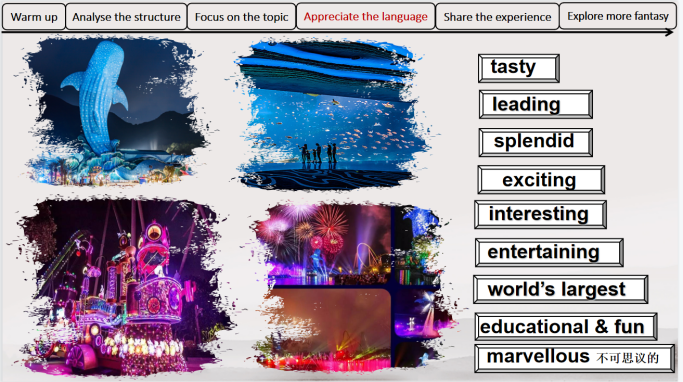 Warm up
Analyse the structure
Focus on the topic
Appreciate the language
Share the experience
Explore more fantasy
tasty
leading
splendid
exciting
interesting
entertaining
world's largest
educational & fun
marvellous 不可思议的